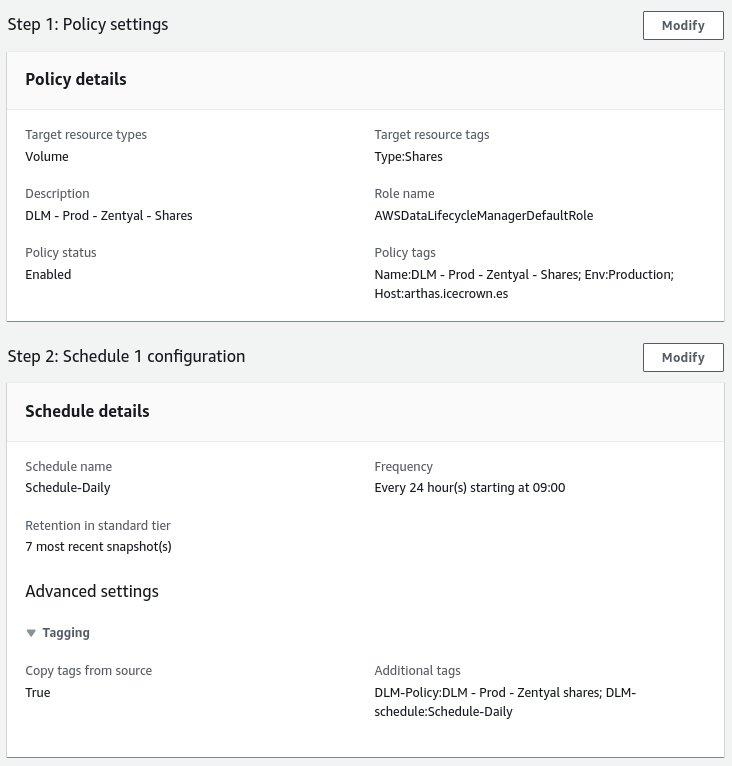 Step 1: Policy settings
Modify
Policy details
Target resource types
Volume
Target resource tags
Type:Shares
Description
DLM - Prod - Zentyal - Shares
Role name
AWSDataLifecycleManagerDefaultRole
Policy status
Enabled
Policy tags
Name:DLM - Prod - Zentyal - Shares; Env:Production;
Host:arthas.icecrown.es
Step 2: Schedule 1 configuration
Modify
Schedule details
Schedule name
Schedule-Daily
Frequency
Every 24 hour(s) starting at 09:00
Retention in standard tier
7 most recent snapshot(s)
Advanced settings
Tagging
Copy tags from source
True
Additional tags
DLM-Policy:DLM - Prod - Zentyal shares; DLM-
schedule:Schedule-Daily